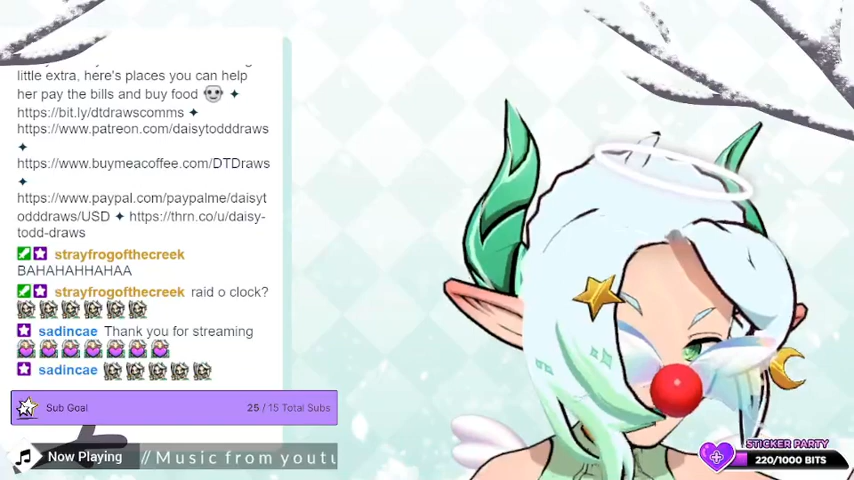 little extra, here's places you can help
her pay the bills and buy food
https://bit.ly/dtdrawscomms ✦
https://www.patreon.com/daisytodddraws
✦
https://www.buymeacoffee.com/DTDraws
✦
https://www.paypal.com/paypalme/daisyt
odddraws/USD ✦ https://thrn.co/u/daisy-
todd-draws
strayfrogofthecreek
BAHAHAHHAHAA
strayfrogofthecreek raid o clock?
sadincae Thank you for streaming
sadincae
Sub Goal 25 / 15 Total Subs
Now Playing // Music from youtu
STICKER PARTY
220/1000 BITS